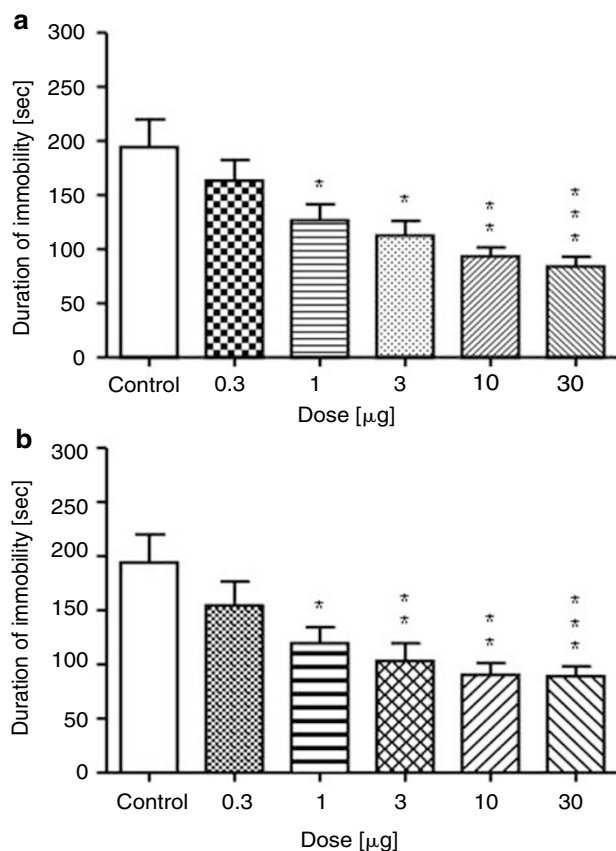 a
Duration of immobility [sec]
300
250
200
150
100
50
0
*
*
* *
* * *
Control 0.3 1 3 10 30
Dose [μg]
b
Duration of immobility [sec]
300
250
200
150
100
50
0
*
* *
* *
* * *
Control 0.3 1 3 10 30
Dose [μg]